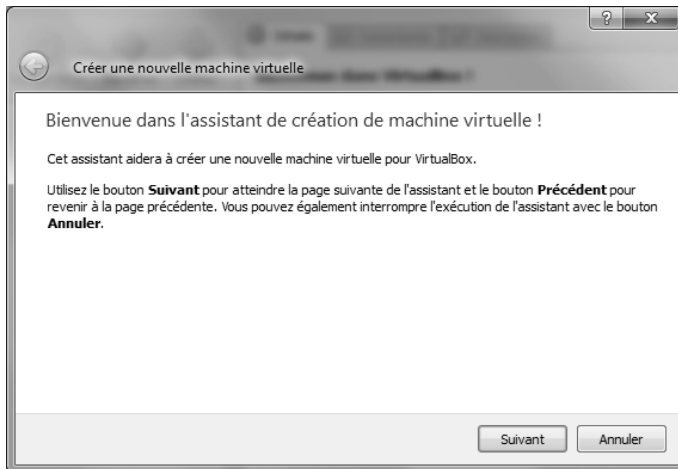 ?
X
Créer une nouvelle machine virtuelle
Bienvenue dans l'assistant de création de machine virtuelle !
Cet assistant aidera à créer une nouvelle machine virtuelle pour VirtualBox.
Utilisez le bouton Suivant pour atteindre la page suivante de l'assistant et le bouton Précédent pour
revenir à la page précédente. Vous pouvez également interrompre l'exécution de l'assistant avec le bouton
Annuler.
Suivant
Annuler